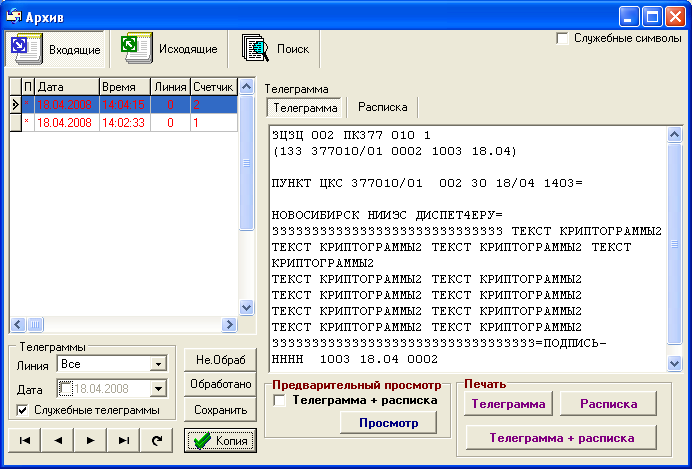 Архив
Входящие
Исходящие
Поиск
Служебные символы
П Дата Время Линия Счетчик
* 18.04.2008 14:04:15 0 2
* 18.04.2008 14:02:33 0 1
Телеграмма
Телеграмма Расписка
ЗЦЗЦ 002 ПК377 010 1
(133 377010/01 0002 1003 18.04)
ПУНКТ ЦКС 377010/01 002 30 18/04 1403=
НОВОСИБИРСК НИИЭС ДИСПЕТ4ЕРУ=
333333333333333333333333333333 ТЕКСТ КРИПТОГРАММЫ2
ТЕКСТ КРИПТОГРАММЫ2 ТЕКСТ КРИПТОГРАММЫ2 ТЕКСТ
КРИПТОГРАММЫ2
ТЕКСТ КРИПТОГРАММЫ2 ТЕКСТ КРИПТОГРАММЫ2
ТЕКСТ КРИПТОГРАММЫ2 ТЕКСТ КРИПТОГРАММЫ2
ТЕКСТ КРИПТОГРАММЫ2 ТЕКСТ КРИПТОГРАММЫ2
ТЕКСТ КРИПТОГРАММЫ2 ТЕКСТ КРИПТОГРАММЫ2
3333333333333333333333333333333333=ПОДПИСЬ-
НННН 1003 18.04 0002
Телеграммы
Линия Все
Дата 18.04.2008
Служебные телеграммы
Не.Обраб
Обработано
Сохранить
Копия
Предварительный просмотр
Телеграмма + расписка
Просмотр
Печать
Телеграмма Расписка
Телеграмма + расписка